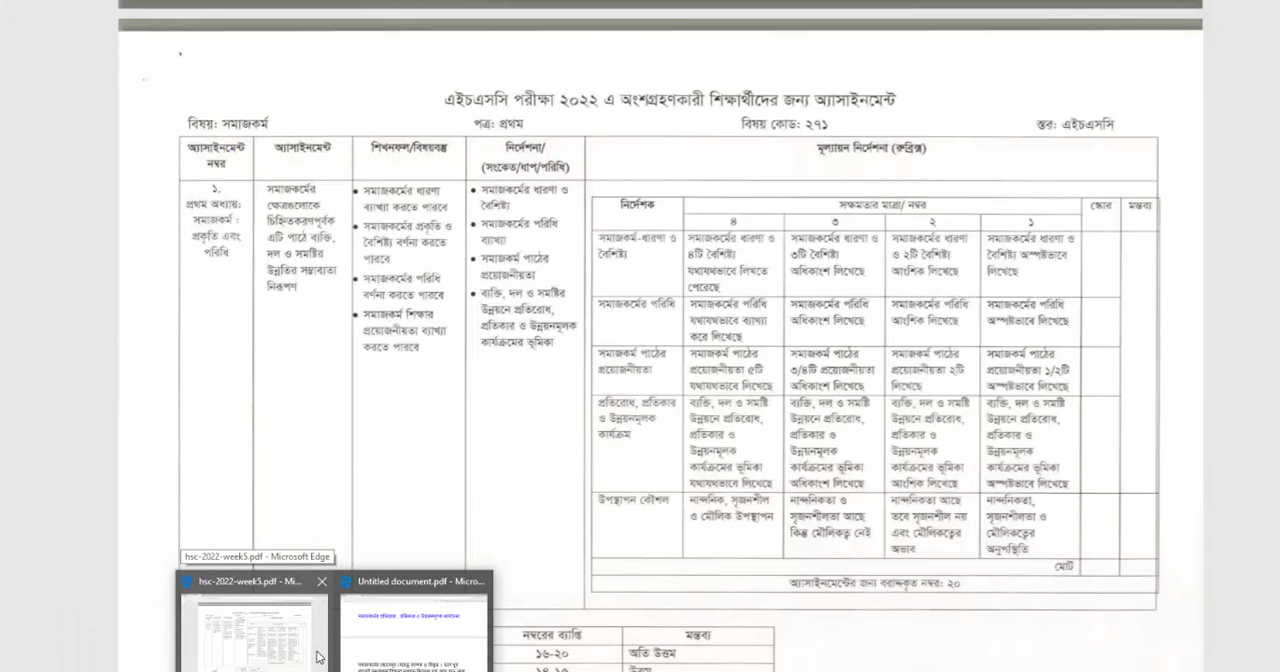 এইচএসসি পরীক্ষা ২০২২ এ অংশগ্রহণকারী শিক্ষার্থীদের জন্য অ্যাসাইনমেন্ট
বিষয়: সমাজকর্ম পত্র: প্রথম বিষয় কোড: ২৭১ স্তর: এইচএসসি
অ্যাসাইনমেন্ট
নম্বর
অ্যাসাইনমেন্ট
শিখনফল/বিষয়বস্তু
নির্দেশনা/
(সংকেত/ধাপ/পরিধি)
মূল্যায়ন নির্দেশনা (রুব্রিক্স)
১.
প্রথম অধ্যায়:
সমাজকর্ম :
প্রকৃতি এবং
পরিধি
সমাজকর্মের
ক্ষেত্রগুলোকে
চিহ্নিতকরণপূর্বক
এটি পাঠে ব্যক্তি,
দল ও সমষ্টির
উন্নতির সম্ভাব্যতা
নিরূপণ
• সমাজকর্মের ধারণা
ব্যাখ্যা করতে পারবে
• সমাজকর্মের প্রকৃতি ও
বৈশিষ্ট্য বর্ণনা করতে
পারবে
• সমাজকর্মের পরিধি
বর্ণনা করতে পারবে
• সমাজকর্ম শিক্ষার
প্রয়োজনীয়তা ব্যাখ্যা
করতে পারবে
• সমাজকর্মের ধারণা ও
বৈশিষ্ট্য
• সমাজকর্মের পরিধি
ব্যাখ্যা
• সমাজকর্ম পাঠের
প্রয়োজনীয়তা
• ব্যক্তি, দল ও সমষ্টির
উন্নয়নে প্রতিরোধ,
প্রতিকার ও উন্নয়নমূলক
কার্যক্রমের ভূমিকা
নির্দেশক
সক্ষমতার মাত্রা/ নম্বর
স্কোর
মন্তব্য
৪ ৩ ২ ১
সমাজকর্ম-ধারণা ও
বৈশিষ্ট্য
সমাজকর্মের ধারণা ও
৪টি বৈশিষ্ট্য
যথাযথভাবে লিখতে
পেরেছে
সমাজকর্মের ধারণা ও
৩টি বৈশিষ্ট্য
অধিকাংশ লিখেছে
সমাজকর্মের ধারণা
ও ২টি বৈশিষ্ট্য
আংশিক লিখেছে
সমাজকর্মের ধারণা ও
বৈশিষ্ট্য অস্পষ্টভাবে
লিখেছে
সমাজকর্মের পরিধি
সমাজকর্মের পরিধি
যথাযথভাবে ব্যাখ্যা
করে লিখেছে
সমাজকর্মের পরিধি
অধিকাংশ লিখেছে
সমাজকর্মের পরিধি
আংশিক লিখেছে
সমাজকর্মের পরিধি
অস্পষ্টভাবে লিখেছে
সমাজকর্ম পাঠের
প্রয়োজনীয়তা
সমাজকর্ম পাঠের
প্রয়োজনীয়তা ৫টি
যথাযথভাবে লিখেছে
সমাজকর্ম পাঠের
৩/৪টি প্রয়োজনীয়তা
অধিকাংশ লিখেছে
সমাজকর্ম পাঠের
প্রয়োজনীয়তা ২টি
লিখেছে
সমাজকর্ম পাঠের
প্রয়োজনীয়তা ১/২টি
অস্পষ্টভাবে লিখেছে
প্রতিরোধ, প্রতিকার
ও উন্নয়নমূলক
কার্যক্রম
ব্যক্তি, দল ও সমষ্টি
উন্নয়নে প্রতিরোধ,
প্রতিকার ও
উন্নয়নমূলক
কার্যক্রমের ভূমিকা
যথাযথভাবে লিখেছে
ব্যক্তি, দল ও সমষ্টি
উন্নয়নে প্রতিরোধ,
প্রতিকার ও
উন্নয়নমূলক
কার্যক্রমের ভূমিকা
অধিকাংশ লিখেছে
ব্যক্তি, দল ও সমষ্টি
উন্নয়নে প্রতিরোধ,
প্রতিকার ও
উন্নয়নমূলক
কার্যক্রমের ভূমিকা
আংশিক লিখেছে
ব্যক্তি, দল ও সমষ্টি
উন্নয়নে প্রতিরোধ,
প্রতিকার ও
উন্নয়নমূলক
কার্যক্রমের ভূমিকা
অস্পষ্টভাবে লিখেছে
উপস্থাপন কৌশল
নান্দনিক, সৃজনশীল
ও মৌলিক উপস্থাপন
নান্দনিকতা ও
সৃজনশীলতা আছে
কিন্তু মৌলিকত্ব নেই
নান্দনিকতা আছে
তবে সৃজনশীল নয়
এবং মৌলিকত্বের
অভাব
নান্দনিকতা,
সৃজনশীলতা ও
মৌলিকত্বের
অনুপস্থিতি
মোট
অ্যাসাইনমেন্টের জন্য বরাদ্দকৃত নম্বর: ২০
নম্বরের ব্যাপ্তি মন্তব্য
১৬-২০ অতি উত্তম
hsc-2022-week5.pdf - Microsoft Edge
hsc-2022-week5.pdf - Mi...
Untitled document.pdf - Micro...